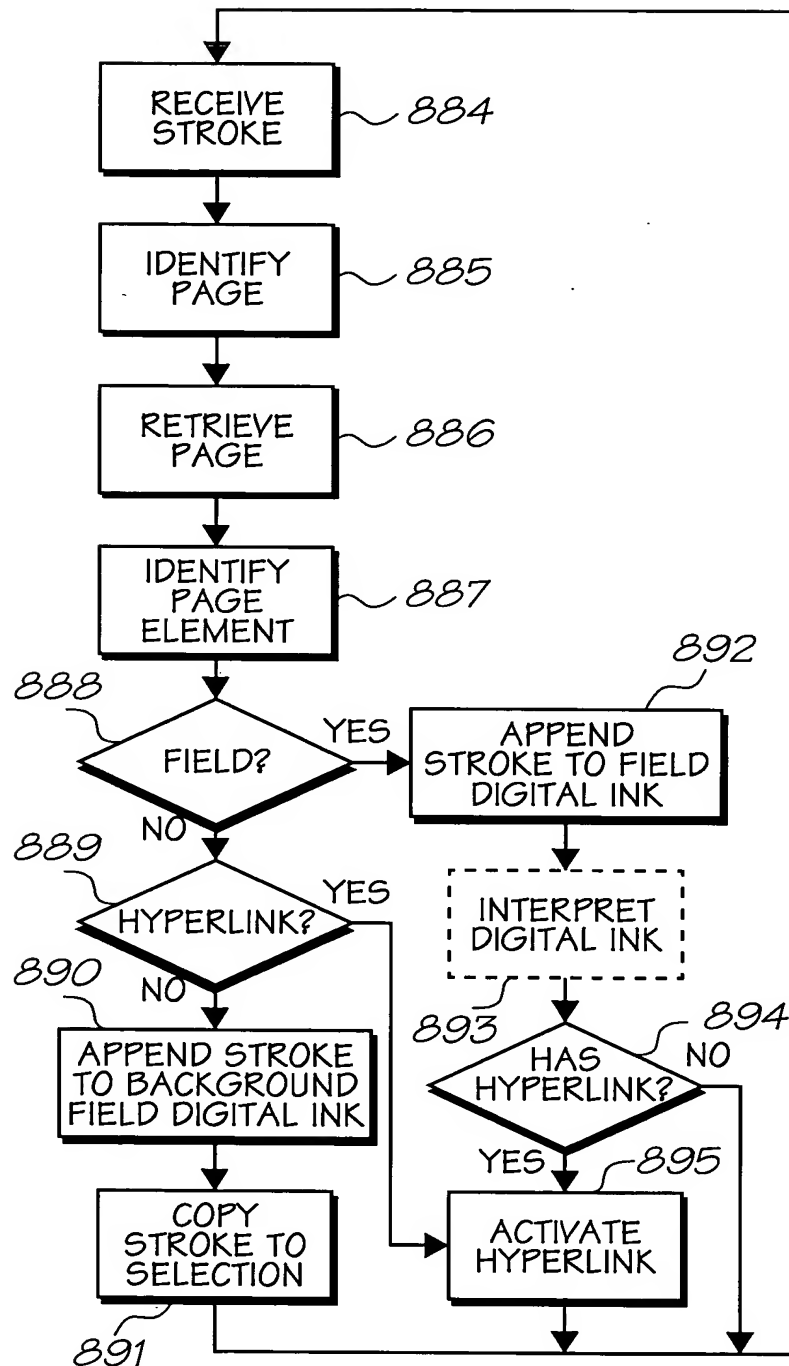 RECEIVE
STROKE
884
IDENTIFY
PAGE
885
RETRIEVE
PAGE
886
IDENTIFY
PAGE
ELEMENT
887
888
FIELD?
YES
NO
892
APPEND
STROKE TO FIELD
DIGITAL INK
889
HYPERLINK?
YES
NO
INTERPRET
DIGITAL INK
893
890
APPEND STROKE
TO BACKGROUND
FIELD DIGITAL INK
894
HAS
HYPERLINK?
NO
YES
895
COPY
STROKE TO
SELECTION
891
ACTIVATE
HYPERLINK